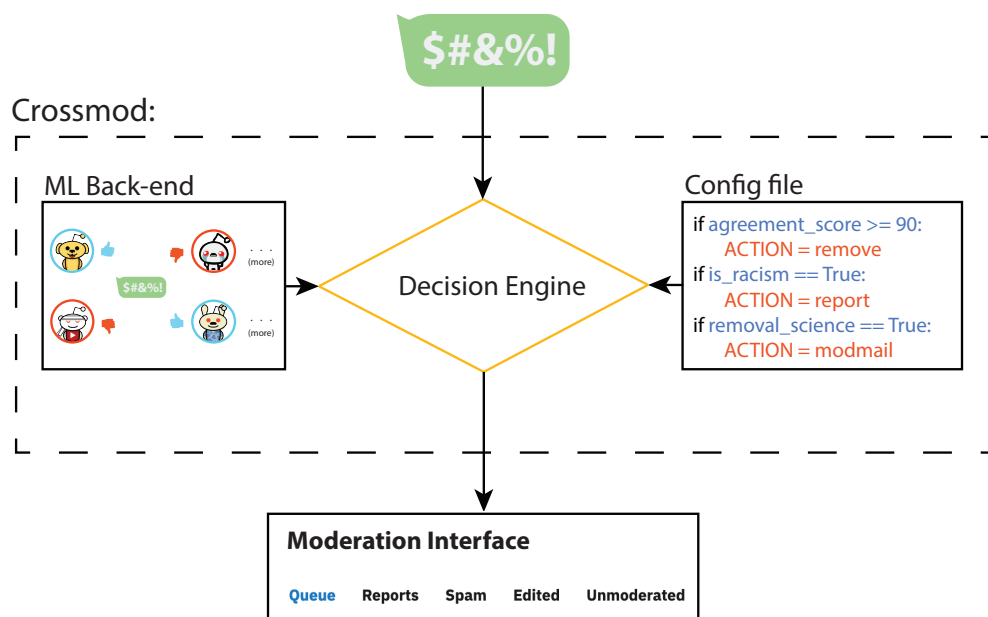 $#&%!
Crossmod:
ML Back-end
. . .
(more)
$#&%!
. . .
(more)
Decision Engine
Config file
if agreement_score >= 90:
ACTION = remove
if is_racism == True:
ACTION = report
if removal_science == True:
ACTION = modmail
Moderation Interface
Queue Reports Spam Edited Unmoderated